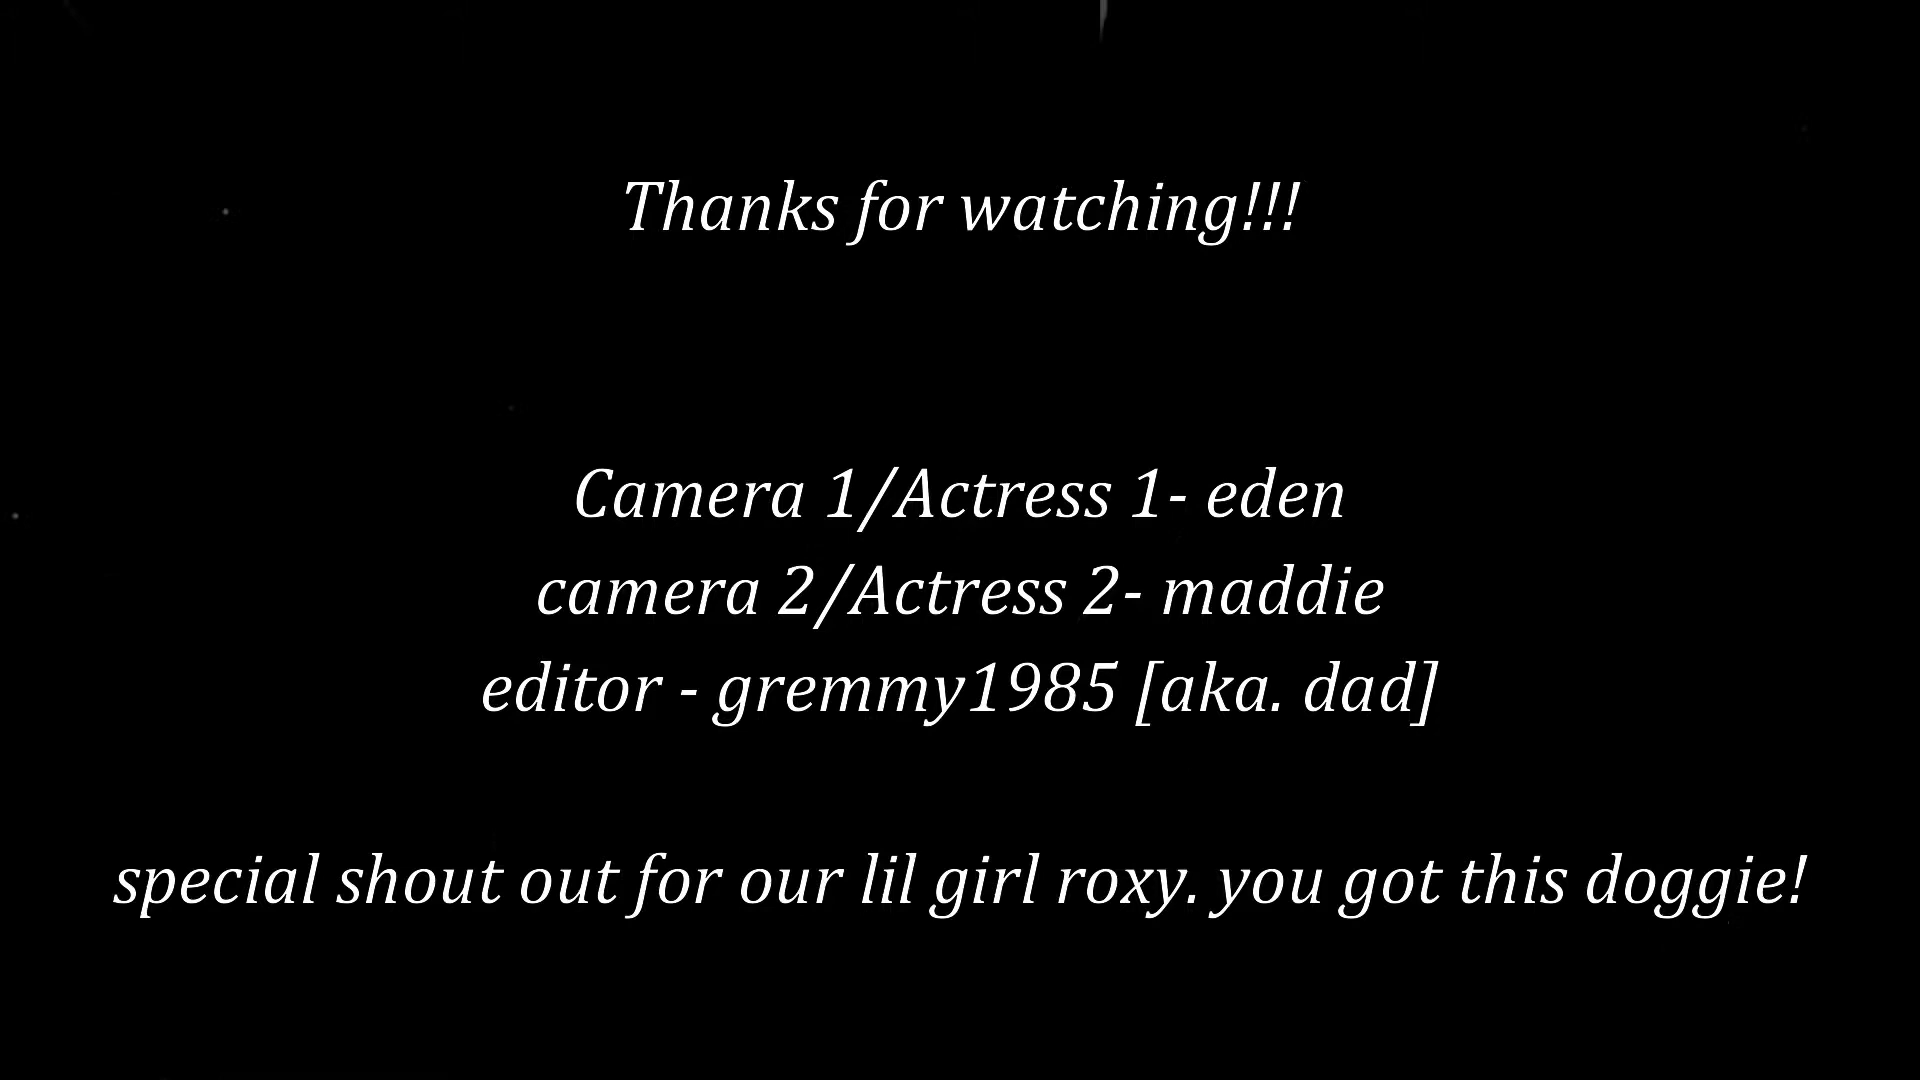 Thanks for watching!!!
Camera 1/Actress 1- eden
camera 2/Actress 2- maddie
editor - gremmy1985 [aka. dad]
special shout out for our lil girl roxy. you got this doggie!